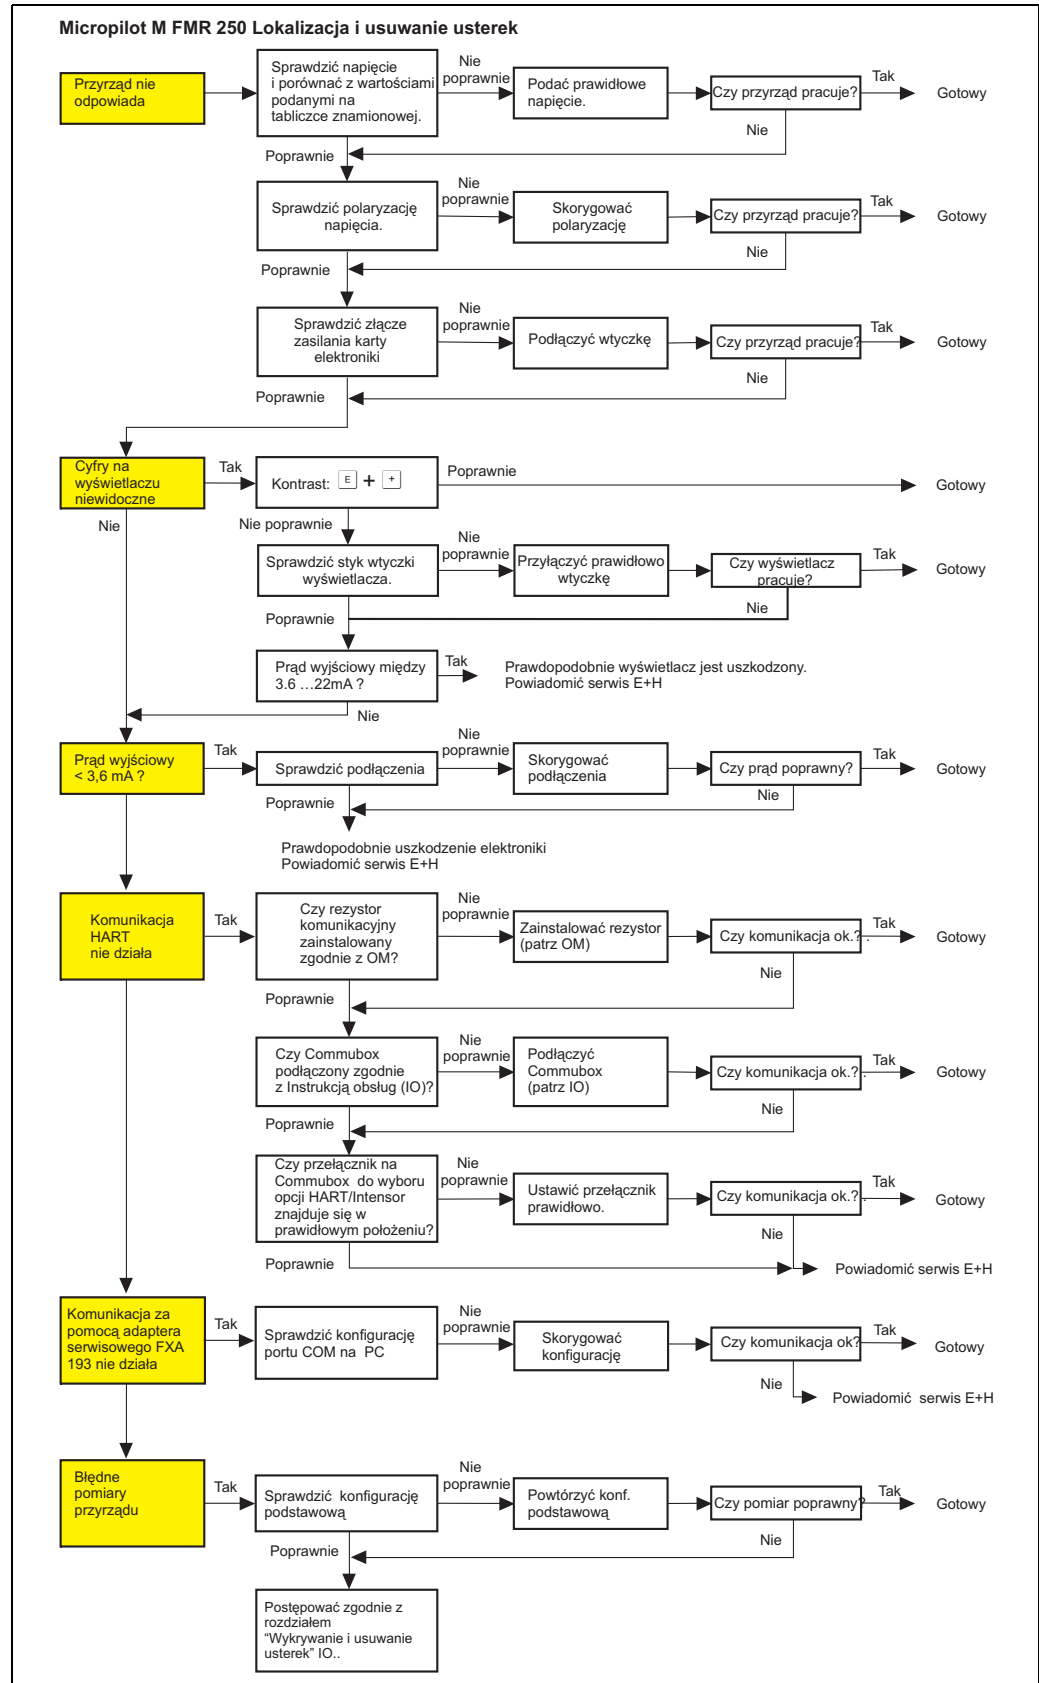 Micropilot M FMR 250 Lokalizacja i usuwanie usterek
Przyrząd nie
odpowiada
Sprawdzić napięcie
i porównać z wartościami
podanymi na
tabliczce znamionowej.
Nie
poprawnie
Podać prawidłowe
napięcie.
Czy przyrząd pracuje?
Tak
Gotowy
Nie
Poprawnie
Sprawdzić polaryzację
napięcia.
Nie
poprawnie
Skorygować
polaryzację
Czy przyrząd pracuje?
Tak
Gotowy
Nie
Poprawnie
Sprawdzić złącze
zasilania karty
elektroniki
Nie
poprawnie
Podłączyć wtyczkę
Czy przyrząd pracuje?
Tak
Gotowy
Nie
Poprawnie
Cyfry na
wyświetlaczu
niewidoczne
Tak
Kontrast: E + +
Poprawnie
Gotowy
Nie
Nie poprawnie
Sprawdzić styk wtyczki
wyświetlacza.
Nie
poprawnie
Przyłączyć prawidłowo
wtyczkę
Czy wyświetlacz
pracuje?
Tak
Gotowy
Nie
Poprawnie
Prąd wyjściowy między
3.6 ...22mA ?
Tak
Prawdopodobnie wyświetlacz jest uszkodzony.
Powiadomić serwis E+H
Nie
Prąd wyjściowy
< 3,6 mA ?
Tak
Sprawdzić podłączenia
Nie
poprawnie
Skorygować
podłączenia
Czy prąd poprawny?
Tak
Gotowy
Nie
Poprawnie
Prawdopodobnie uszkodzenie elektroniki
Powiadomić serwis E+H
Komunikacja
HART
nie działa
Tak
Czy rezystor
komunikacyjny
zainstalowany
zgodnie z OM?
Nie
poprawnie
Zainstalować rezystor
(patrz OM)
Czy komunikacja ok.? .
Tak
Gotowy
Nie
Poprawnie
Czy Commubox
podłączony zgodnie
z Instrukcją obsług (IO)?
Nie
poprawnie
Podłączyć
Commubox
(patrz IO)
Czy komunikacja ok.? .
Tak
Gotowy
Nie
Poprawnie
Czy przełącznik na
Commubox do wyboru
opcji HART/Intensor
znajduje się w
prawidłowym położeniu?
Nie
poprawnie
Ustawić przełącznik
prawidłowo.
Czy komunikacja ok.? .
Tak
Gotowy
Nie
Poprawnie
Powiadomić serwis E+H
Komunikacja za
pomocą adaptera
serwisowego FXA
193 nie działa
Tak
Sprawdzić konfigurację
portu COM na PC
Nie
poprawnie
Skorygować
konfigurację
Czy komunikacja ok?
Tak
Gotowy
Nie
Powiadomić serwis E+H
Błędne
pomiary
przyrządu
Tak
Sprawdzić konfigurację
podstawową
Nie
poprawnie
Powtórzyć konf.
podstawową
Czy pomiar poprawny?
Tak
Gotowy
Nie
Poprawnie
Postępować zgodnie z
rozdziałem
“Wykrywanie i usuwanie
usterek” IO..